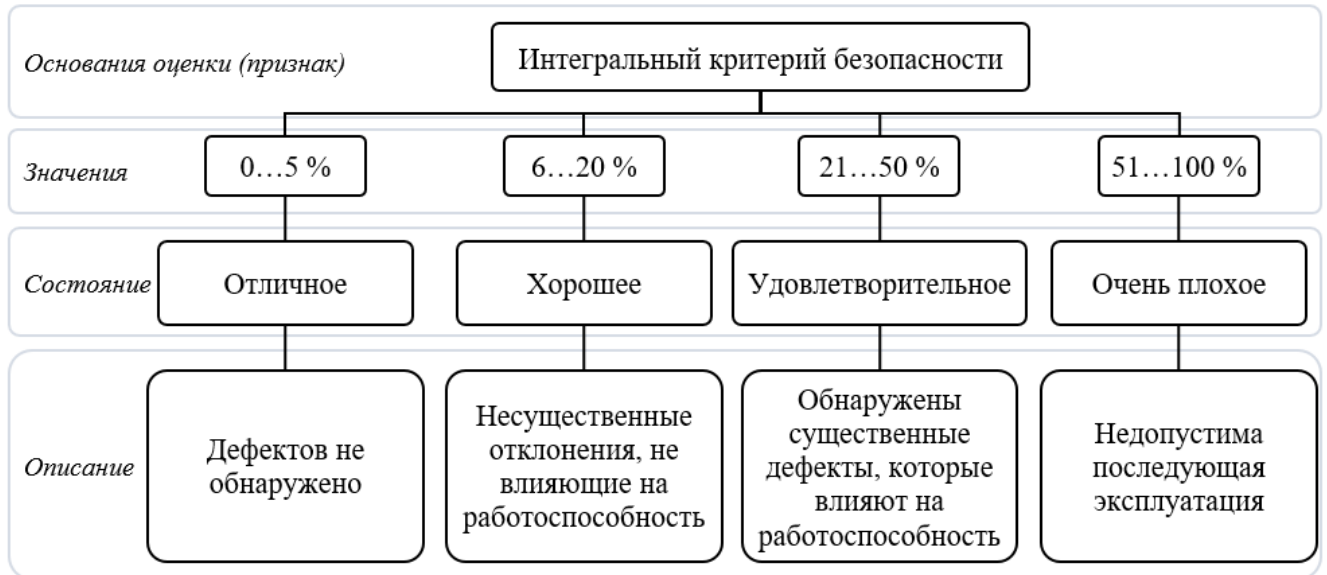 Основания оценки (признак)
Интегральный критерий безопасности
Значения
0…5 %
6…20 %
21…50 %
51…100 %
Состояние
Отличное
Хорошее
Удовлетворительное
Очень плохое
Описание
Дефектов не
обнаружено
Несущественные
отклонения, не
влияющие на
работоспособность
Обнаружены
существенные
дефекты, которые
влияют на
работоспособность
Недопустима
последующая
эксплуатация